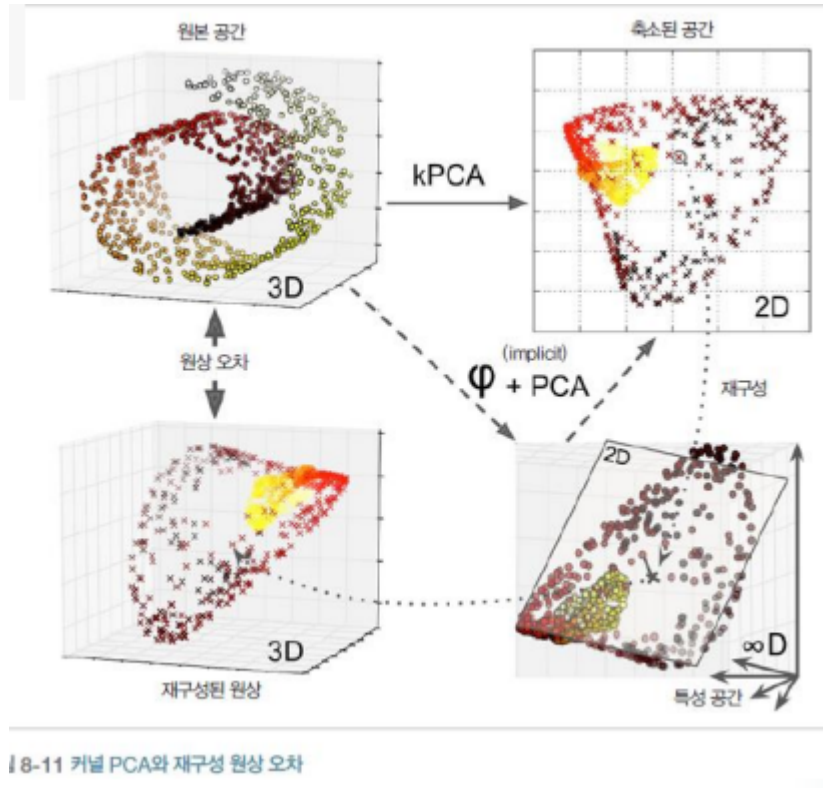 원본 공간
축소된 공간
kPCA
3D
2D
원상 오차
(implicit)
φ + PCA
재구성
2D
3D
∞D
재구성된 원상
특성 공간
8-11 커널 PCA와 재구성 원상 오차